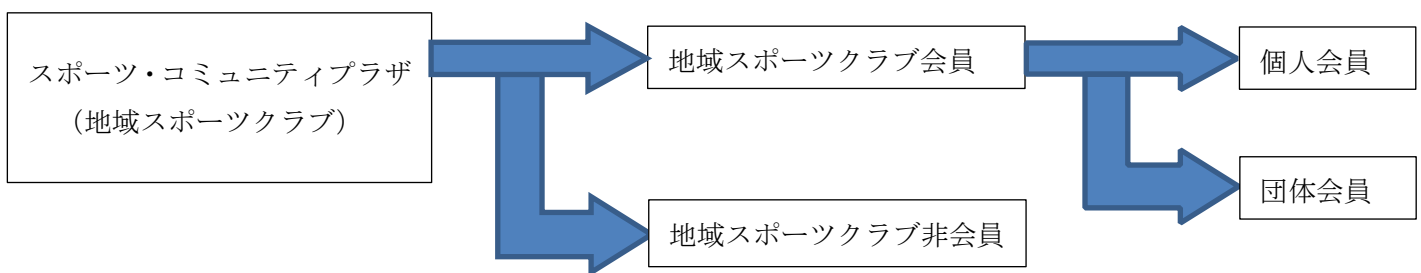 スポーツ・コミュニティプラザ
（地域スポーツクラブ）
地域スポーツクラブ会員
個人会員
団体会員
地域スポーツクラブ非会員